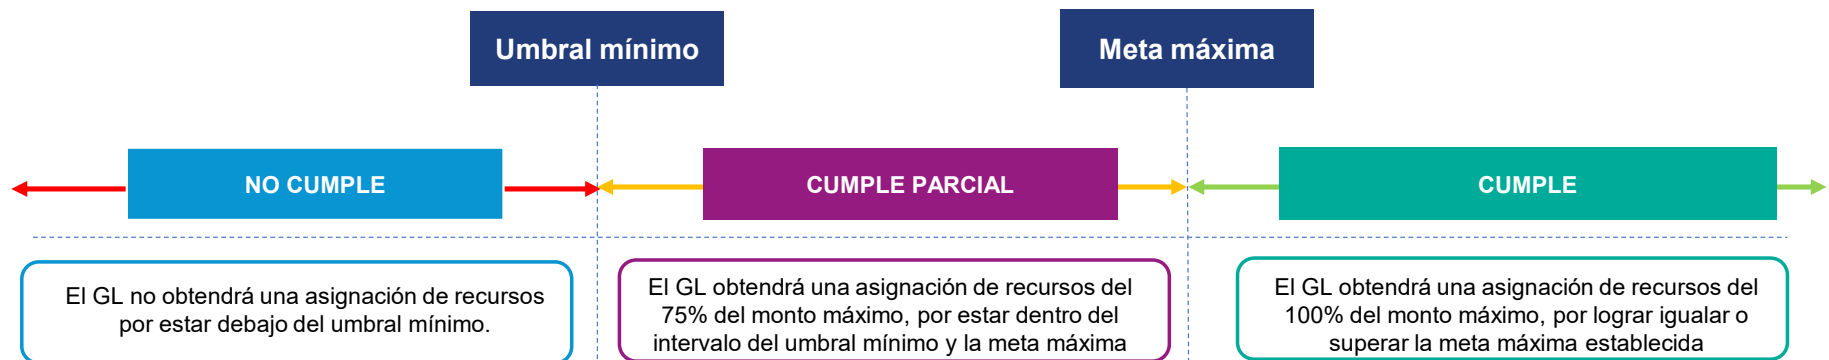 Umbral mínimo
Meta máxima
NO CUMPLE
CUMPLE PARCIAL
CUMPLE
El GL no obtendrá una asignación de recursos
por estar debajo del umbral mínimo.
El GL obtendrá una asignación de recursos del
75% del monto máximo, por estar dentro del
intervalo del umbral mínimo y la meta máxima
El GL obtendrá una asignación de recursos del
100% del monto máximo, por lograr igualar o
superar la meta máxima establecida